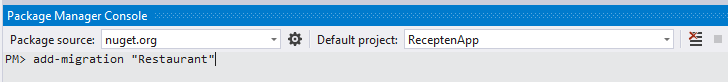 Package Manager Console
Package source: nuget.org Default project: ReceptenApp
PM> add-migration "Restaurant"